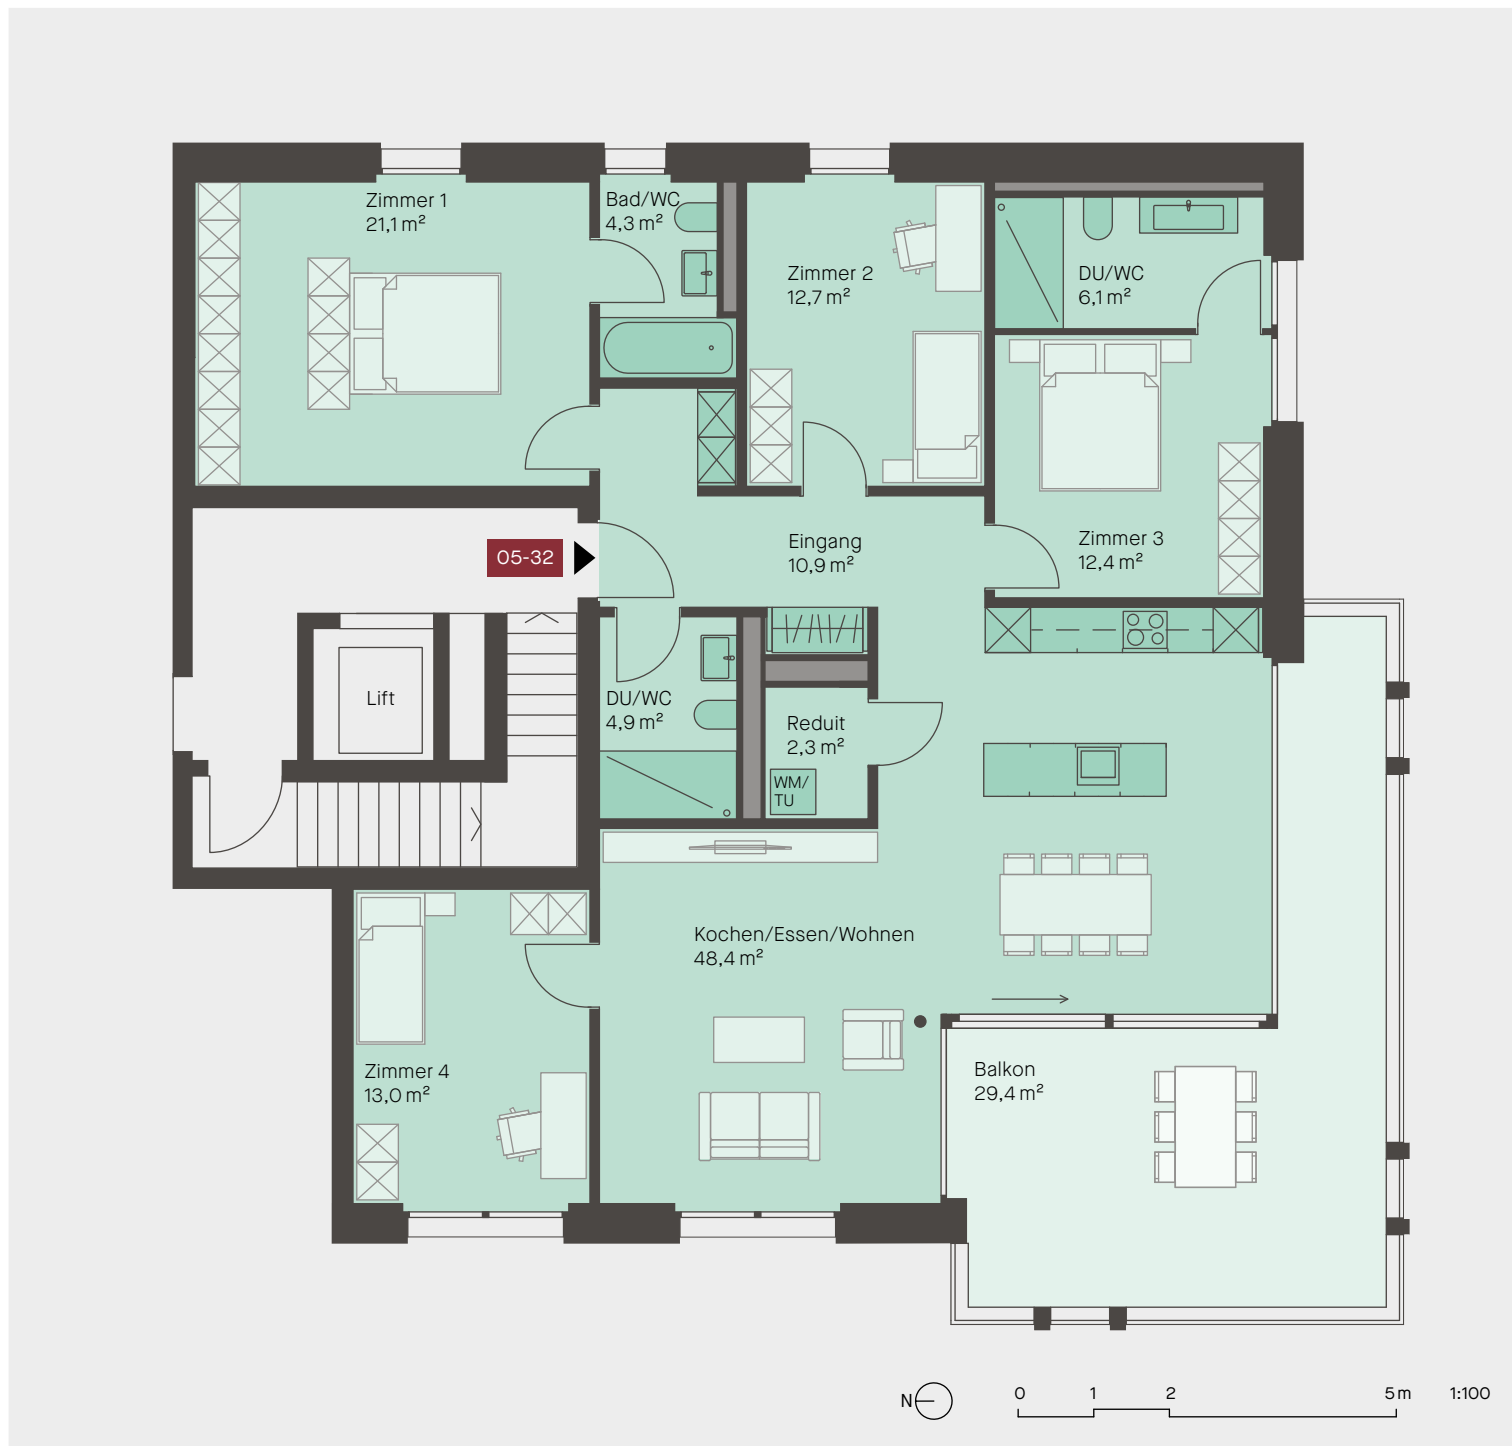 Zimmer 1
21,1 m²
Bad/WC
4,3 m²
Zimmer 2
12,7 m²
DU/WC
6,1 m²
Zimmer 3
12,4 m²
Eingang
10,9 m²
05-32
Lift
DU/WC
4,9 m²
Reduit
2,3 m²
WM/
TU
Kochen/Essen/Wohnen
48,4 m²
Zimmer 4
13,0 m²
Balkon
29,4 m²
N
0 1 2 5 m 1:100